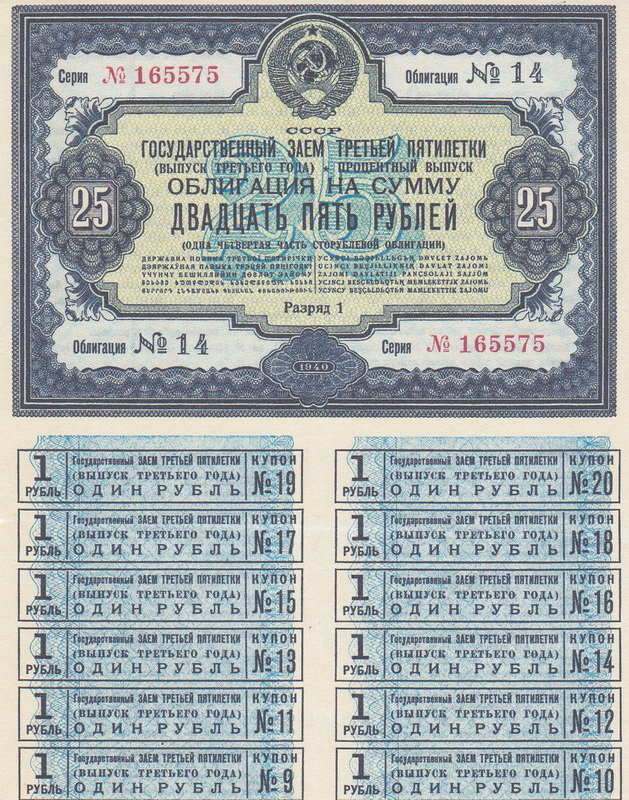 Серия № 165575
Облигация № 14
СССР
ГОСУДАРСТВЕННЫЙ ЗАЕМ ТРЕТЬЕЙ ПЯТИЛЕТКИ
(ВЫПУСК ТРЕТЬЕГО ГОДА) • ПРОЦЕНТНЫЙ ВЫПУСК
ОБЛИГАЦИЯ НА СУММУ
25 ДВАДЦАТЬ ПЯТЬ РУБЛЕЙ 25
(ОДНА ЧЕТВЕРТАЯ ЧАСТЬ СТОРУБЛЕВОЙ ОБЛИГАЦИИ)
Разряд 1
Облигация № 14
Серия № 165575
1940
1 РУБЛЬ Государственный ЗАЕМ ТРЕТЬЕЙ ПЯТИЛЕТКИ КУПОН
(ВЫПУСК ТРЕТЬЕГО ГОДА)
ОДИН РУБЛЬ №19
1 РУБЛЬ Государственный ЗАЕМ ТРЕТЬЕЙ ПЯТИЛЕТКИ КУПОН
(ВЫПУСК ТРЕТЬЕГО ГОДА)
ОДИН РУБЛЬ №20
1 РУБЛЬ Государственный ЗАЕМ ТРЕТЬЕЙ ПЯТИЛЕТКИ КУПОН
(ВЫПУСК ТРЕТЬЕГО ГОДА)
ОДИН РУБЛЬ №17
1 РУБЛЬ Государственный ЗАЕМ ТРЕТЬЕЙ ПЯТИЛЕТКИ КУПОН
(ВЫПУСК ТРЕТЬЕГО ГОДА)
ОДИН РУБЛЬ №18
1 РУБЛЬ Государственный ЗАЕМ ТРЕТЬЕЙ ПЯТИЛЕТКИ КУПОН
(ВЫПУСК ТРЕТЬЕГО ГОДА)
ОДИН РУБЛЬ №15
1 РУБЛЬ Государственный ЗАЕМ ТРЕТЬЕЙ ПЯТИЛЕТКИ КУПОН
(ВЫПУСК ТРЕТЬЕГО ГОДА)
ОДИН РУБЛЬ №16
1 РУБЛЬ Государственный ЗАЕМ ТРЕТЬЕЙ ПЯТИЛЕТКИ КУПОН
(ВЫПУСК ТРЕТЬЕГО ГОДА)
ОДИН РУБЛЬ №13
1 РУБЛЬ Государственный ЗАЕМ ТРЕТЬЕЙ ПЯТИЛЕТКИ КУПОН
(ВЫПУСК ТРЕТЬЕГО ГОДА)
ОДИН РУБЛЬ №14
1 РУБЛЬ Государственный ЗАЕМ ТРЕТЬЕЙ ПЯТИЛЕТКИ КУПОН
(ВЫПУСК ТРЕТЬЕГО ГОДА)
ОДИН РУБЛЬ №11
1 РУБЛЬ Государственный ЗАЕМ ТРЕТЬЕЙ ПЯТИЛЕТКИ КУПОН
(ВЫПУСК ТРЕТЬЕГО ГОДА)
ОДИН РУБЛЬ №12
1 РУБЛЬ Государственный ЗАЕМ ТРЕТЬЕЙ ПЯТИЛЕТКИ КУПОН
(ВЫПУСК ТРЕТЬЕГО ГОДА)
ОДИН РУБЛЬ №9
1 РУБЛЬ Государственный ЗАЕМ ТРЕТЬЕЙ ПЯТИЛЕТКИ КУПОН
(ВЫПУСК ТРЕТЬЕГО ГОДА)
ОДИН РУБЛЬ №10